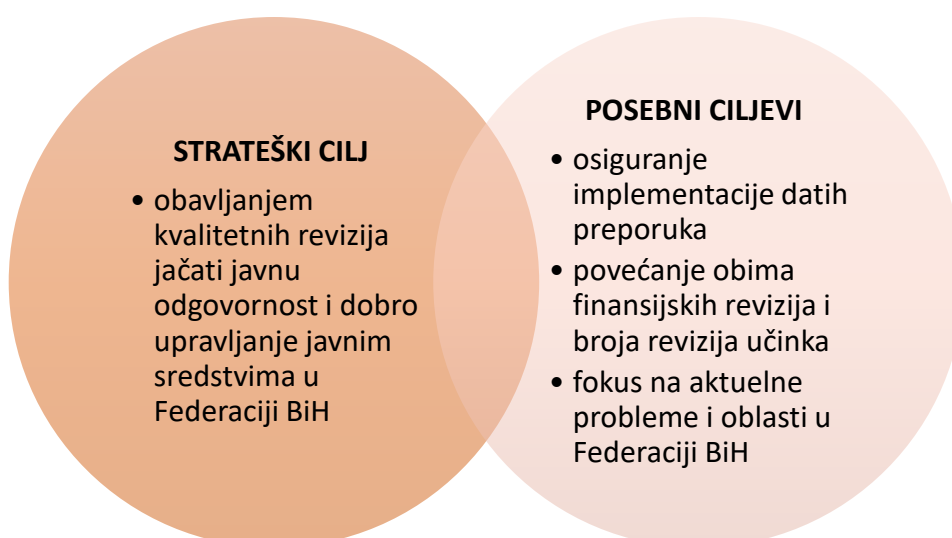 STRATEŠKI CILJ
• obavljanjem
kvalitetnih revizija
jačati javnu
odgovornost i dobro
upravljanje javnim
sredstvima u
Federaciji BiH
POSEBNI CILJEVI
• osiguranje
implementacije datih
preporuka
• povećanje obima
finansijskih revizija i
broja revizija učinka
• fokus na aktuelne
probleme i oblasti u
Federaciji BiH